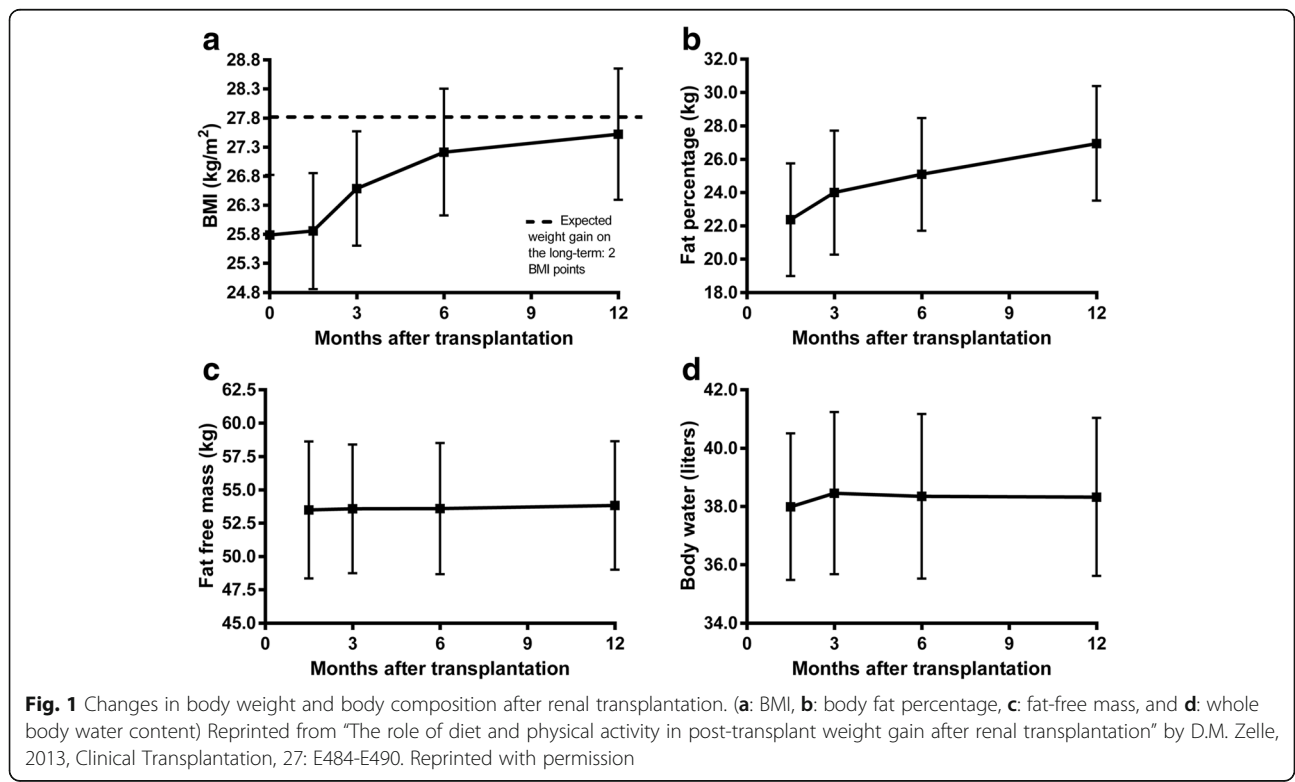 a
28.8
28.3
27.8
27.3
26.8
26.3
25.8
25.3
24.8
BMI (kg/m²)
Expected
weight gain on
the long-term: 2
BMI points
0 3 6 9 12
Months after transplantation
b
32.0
30.0
28.0
26.0
24.0
22.0
20.0
18.0
Fat percentage (kg)
0 3 6 9 12
Months after transplantation
c
62.5
60.0
57.5
55.0
52.5
50.0
47.5
45.0
Fat free mass (kg)
0 3 6 9 12
Months after transplantation
d
42.0
40.0
38.0
36.0
34.0
Body water (liters)
0 3 6 9 12
Months after transplantation
Fig. 1 Changes in body weight and body composition after renal transplantation. (a: BMI, b: body fat percentage, c: fat-free mass, and d: whole
body water content) Reprinted from “The role of diet and physical activity in post-transplant weight gain after renal transplantation” by D.M. Zelle,
2013, Clinical Transplantation, 27: E484-E490. Reprinted with permission